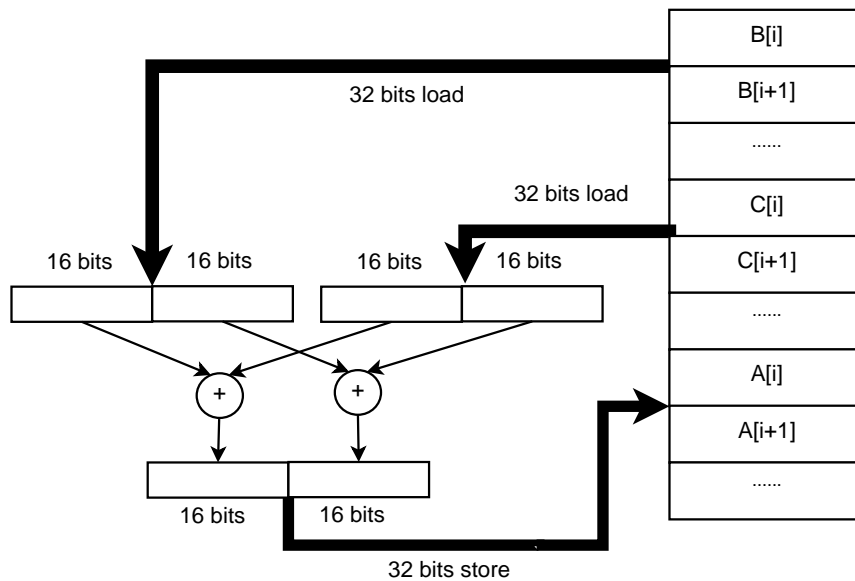 B[i]
32 bits load
B[i+1]
......
32 bits load
C[i]
16 bits
16 bits
16 bits
16 bits
C[i+1]
......
A[i]
+
+
A[i+1]
......
16 bits
16 bits
32 bits store